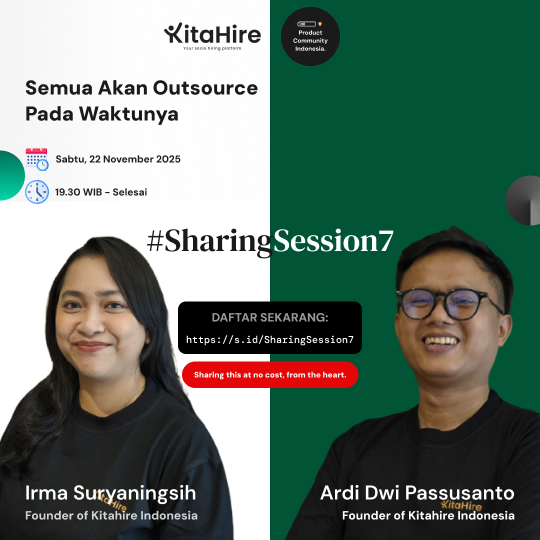 KitaHire
Your socio hiring platform
Product
Community
Indonesia.
Semua Akan Outsource
Pada Waktunya
Sabtu, 22 November 2025
19.30 WIB - Selesai
#SharingSession7
DAFTAR SEKARANG:
https://s.id/SharingSession7
Sharing this at no cost, from the heart.
Irma Suryaningsih
Founder of Kitahire Indonesia
KitaHire
Ardi Dwi Passusanto
Founder of Kitahire Indonesia
KitaHire